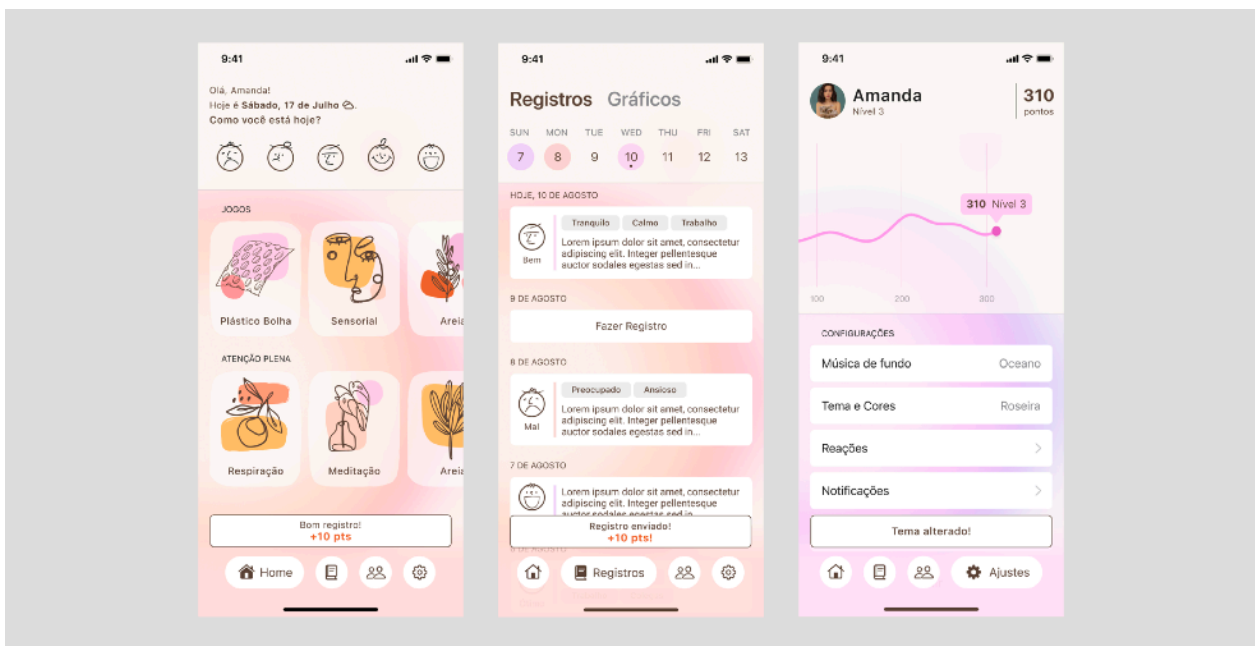 9:41
Olá, Amanda!
Hoje é Sábado, 17 de Julho
Como você está hoje?
JOGOS
Plástico Bolha
Sensorial
Areia
ATENÇÃO PLENA
Respiração
Meditação
Areia
Bom registro!
+10 pts
Home
9:41
Registros Gráficos
SUN MON TUE WED THU FRI SAT
7 8 9 10 11 12 13
HOJE, 10 DE AGOSTO
Tranquilo Calmo Trabalho
Lorem ipsum dolor sit amet, consectetur
adipiscing elit. Integer pellentesque
auctor sodales egestas sed in...
Bem
9 DE AGOSTO
Fazer Registro
8 DE AGOSTO
Preocupado Ansioso
Lorem ipsum dolor sit amet, consectetur
adipiscing elit. Integer pellentesque
auctor sodales egestas sed in...
Mal
7 DE AGOSTO
Lorem ipsum dolor sit amet, consectetur
adipiscing elit. Integer pellentesque
auctor sodales egestas sed in
Registro enviado!
+10 pts!
Registros
9:41
Amanda
Nível 3
310
pontos
310 Nível 3
100 200 300
CONFIGURAÇÕES
Música de fundo Oceano
Tema e Cores Roseira
Reações
Notificações
Tema alterado!
Ajustes